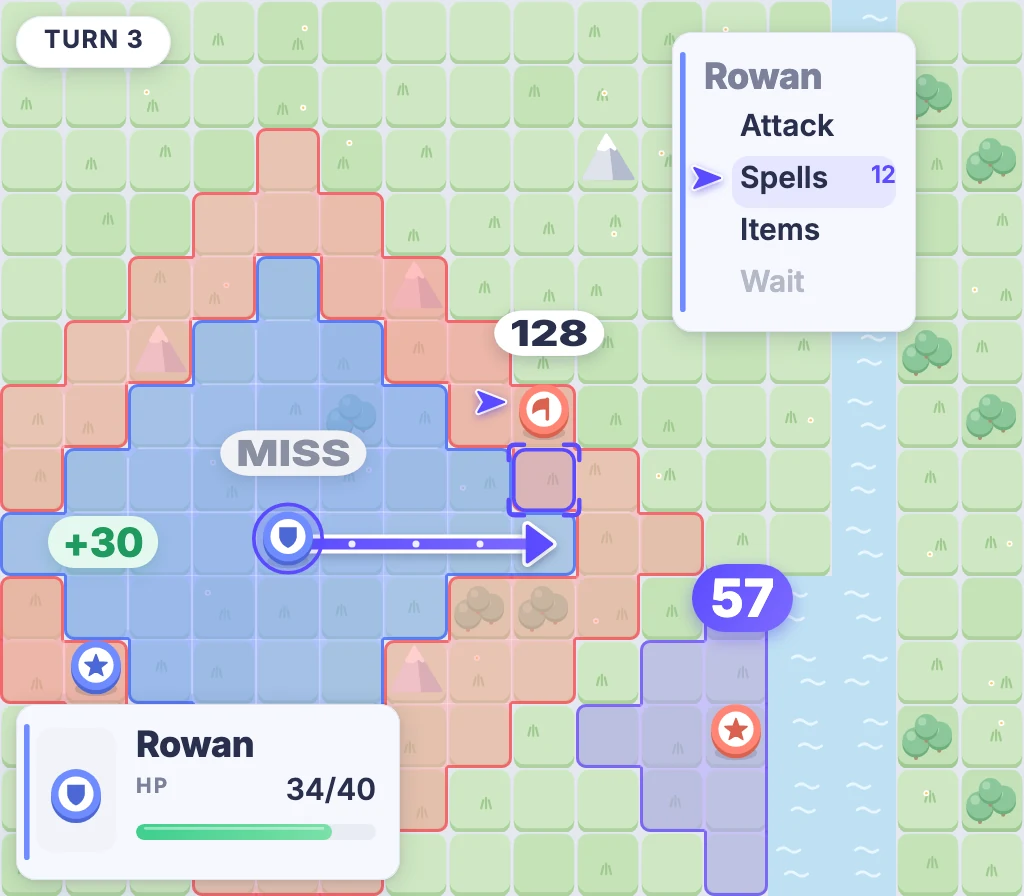 TURN 3
Rowan
Attack
Spells 12
Items
Wait
128
MISS
+30
57
Rowan
HP 34/40